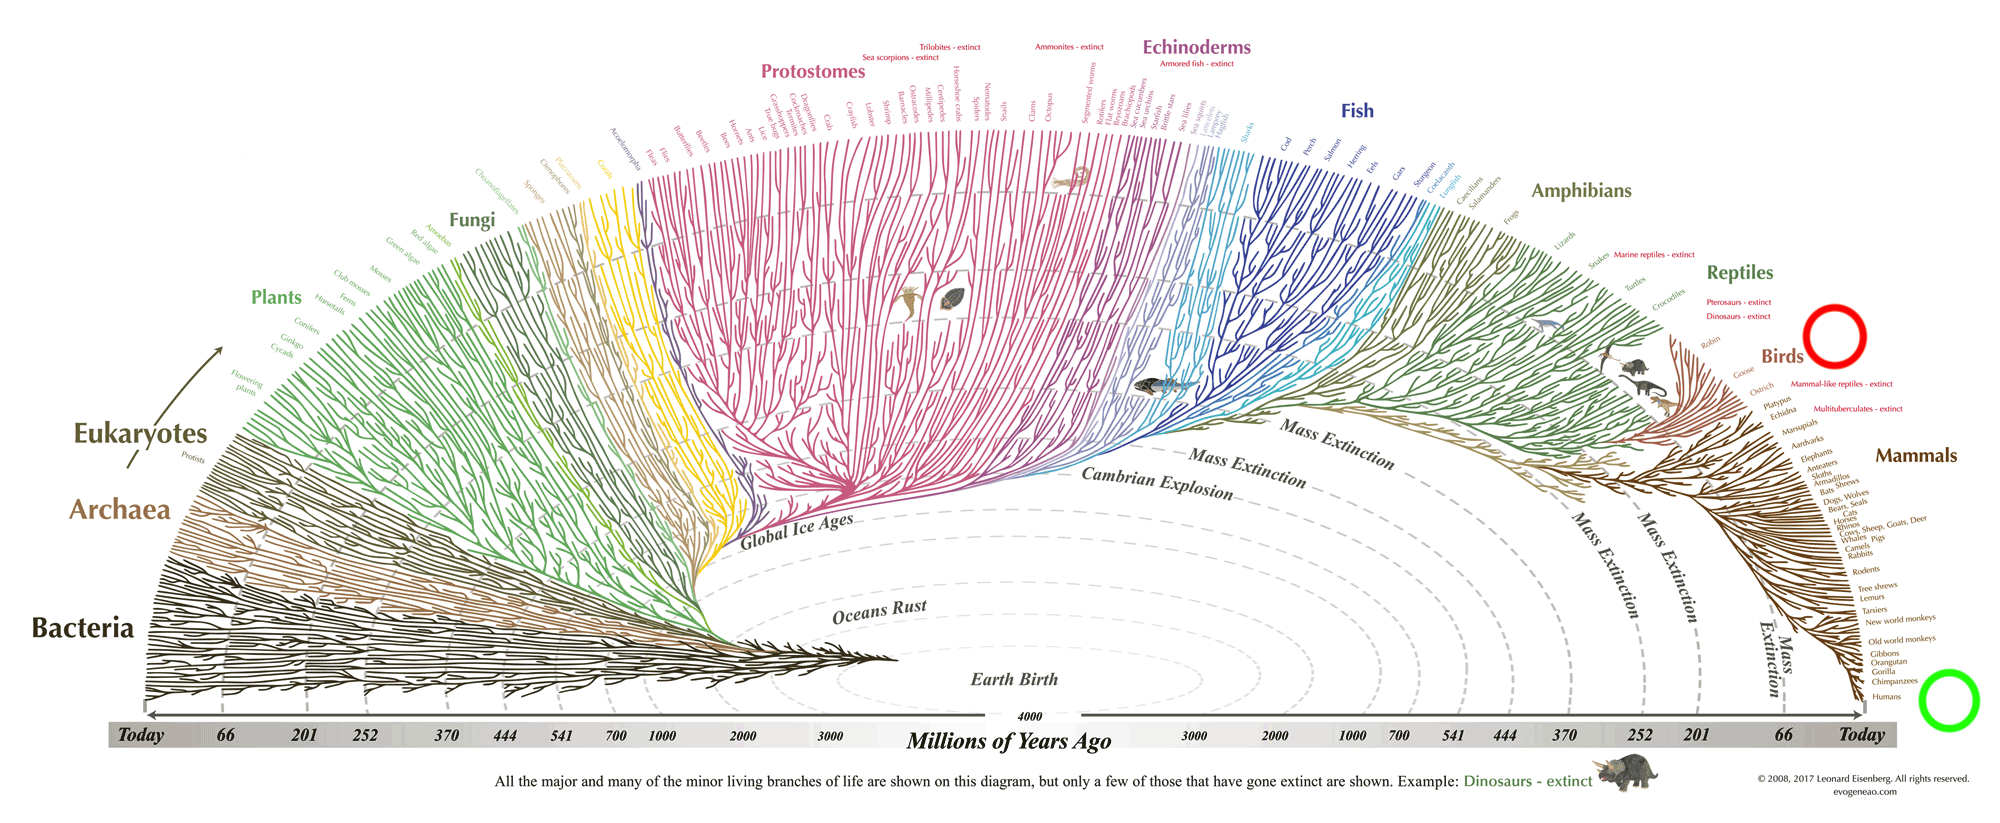 Echinoderms
Trilobites - extinct
Ammonites - extinct
Sea scorpions - extinct
Armored fish - extinct
Protostomes
Fish
Amphibians
Fungi
Reptiles
Marine reptiles - extinct
Pterosaurs - extinct
Dinosaurs - extinct
Plants
Birds
Mammal-like reptiles - extinct
Multituberculates - extinct
Eukaryotes
Mammals
Archaea
Bacteria
Protists
Flowering
plants
Cycads
Ginkgo
Conifers
Horsetails
Ferns
Club mosses
Mosses
Green algae
Red algae
Amoebas
Choanoflagellates
Sponges
Ctenophores
Placozoans
Corals
Acoelomorpha
Fleas
Flies
Butterflies
Beetles
Bees
Hornets
Ants
Lice
True bugs
Grasshoppers
Termites
Cockroaches
Dragonflies
Crab
Crayfish
Lobster
Shrimp
Barnacles
Ostracodes
Millipedes
Centipedes
Horseshoe crabs
Spiders
Nematodes
Snails
Clams
Octopus
Segmented worms
Rotifers
Flat worms
Bryozoans
Brachiopods
Sea cucumbers
Sea urchins
Starfish
Brittle stars
Sea lilies
Sea squirts
Lancelets
Lamprey
Hagfish
Sharks
Cod
Perch
Salmon
Herring
Eels
Gars
Sturgeon
Coelacanth
Lungfish
Caecilians
Salamanders
Frogs
Lizards
Snakes
Turtles
Crocodiles
Robin
Goose
Ostrich
Platypus
Echidna
Marsupials
Aardvarks
Elephants
Anteaters
Sloths
Armadillos
Bats Shrews
Dogs, Wolves
Bears, Seals
Cats
Horses
Rhinos
Cows, Sheep, Goats, Deer
Whales Pigs
Camels
Rabbits
Rodents
Tree shrews
Lemurs
Tarsiers
New world monkeys
Old world monkeys
Gibbons
Orangutan
Gorilla
Chimpanzees
Humans
Mass Extinction
Mass Extinction
Cambrian Explosion
Global Ice Ages
Mass Extinction
Mass Extinction
Mass Extinction
Oceans Rust
Earth Birth
4000
Today 66 201 252 370 444 541 700 1000 2000 3000 Millions of Years Ago 3000 2000 1000 700 541 444 370 252 201 66 Today
All the major and many of the minor living branches of life are shown on this diagram, but only a few of those that have gone extinct are shown. Example: Dinosaurs - extinct
© 2008, 2017 Leonard Eisenberg. All rights reserved.
evogeneao.com